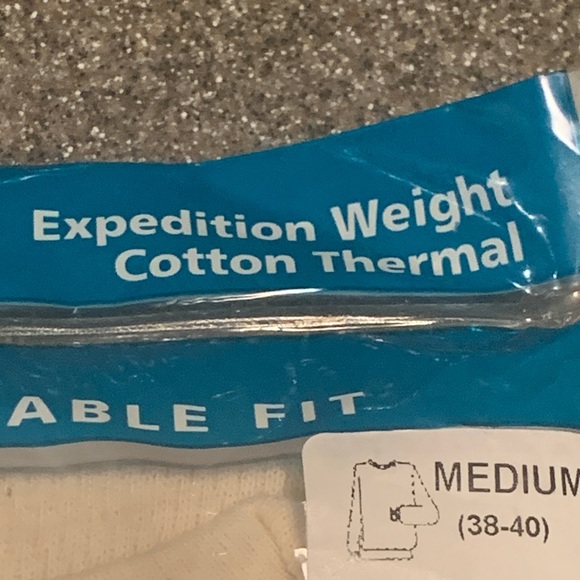 Expedition Weight
Cotton Thermal
ABLE FIT
MEDIUM
(38-40)